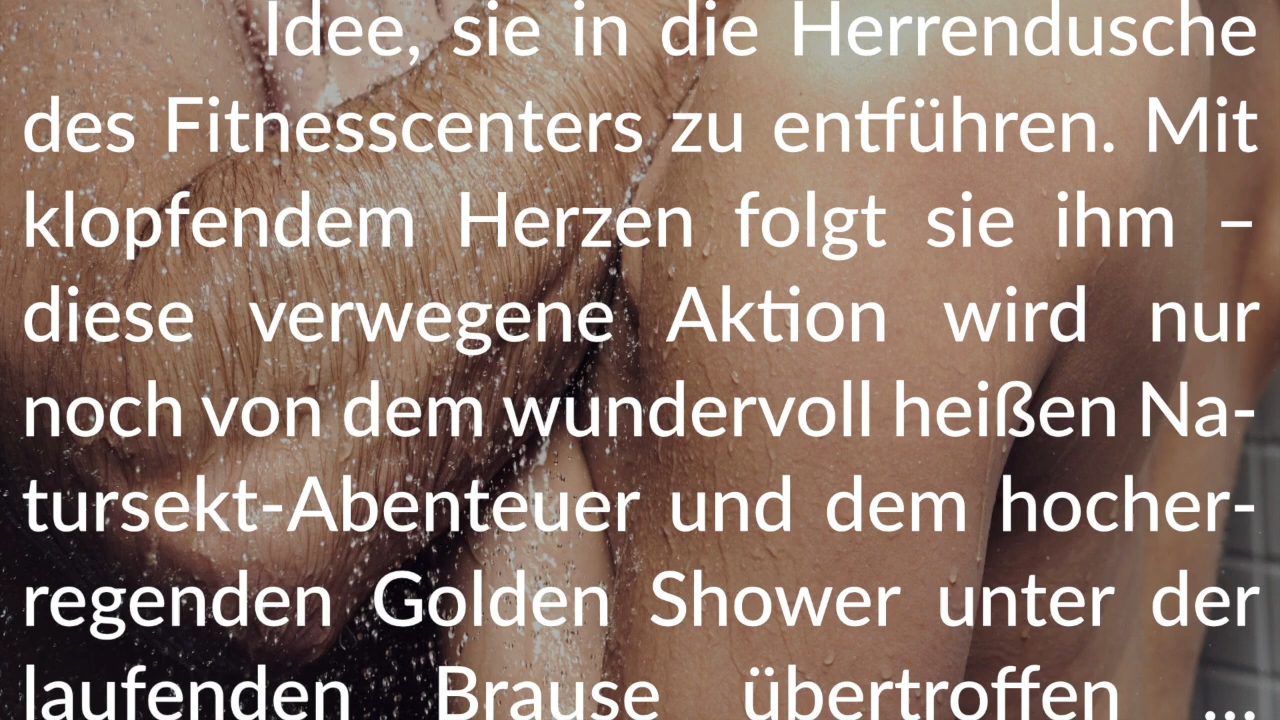 Idee, sie in die Herrendusche
des Fitnesscenters zu entführen. Mit
klopfendem Herzen folgt sie ihm –
diese verwegene Aktion wird nur
noch von dem wundervoll heißen Na-
tursekt-Abenteuer und dem hocher-
regenden Golden Shower unter der
laufenden Brause übertroffen ...